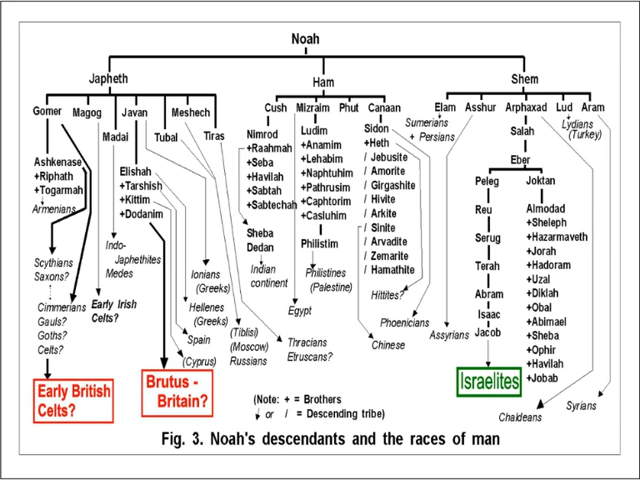 Noah
Japheth
Ham
Shem
Gomer Magog Javan Meshech
Madai Tubal Tiras
Cush Mizraim Phut Canaan
Elam Asshur Arphaxad Lud Aram
Ashkenase
+Riphath
+Togarmah
Armenians
Scythians
Saxons?
Cimmerians
Gauls?
Goths?
Celts?
Early British
Celts?
Early Irish
Celts?
Indo-
Japhethites
Medes
Elishah
+Tarshish
+Kittim
+Dodanim
Ionians
(Greeks)
Hellenes
(Greeks)
Spain
(Cyprus)
Brutus -
Britain?
(Tiblisi)
(Moscow)
Russians
Thracians
Etruscans?
Nimrod
+Raahmah
+Seba
+Havilah
+Sabtah
+Sabtechah
Sheba
Dedan
Indian
continent
Ludim
+Anamim
+Lehabim
+Naphtuhim
+Pathrusim
+Caphtorim
+Casluhim
Philistim
Philistines
(Palestine)
Egypt
Sidon
+Heth
/ Jebusite
/ Amorite
/ Girgashite
/ Hivite
/ Arkite
/ Sinite
/ Arvadite
/ Zemarite
/ Hamathite
Hittites?
Phoenicians
Chinese
Sumerians
+ Persians
Assyrians
Salah
Eber
Peleg
Reu
Serug
Terah
Abram
Isaac
Jacob
Israelites
Joktan
Almodad
+Sheleph
+Hazarmaveth
+Jorah
+Hadoram
+Uzal
+Diklah
+Obal
+Abimael
+Sheba
+Ophir
+Havilah
+Jobab
Lydians
(Turkey)
Chaldeans
Syrians
(Note: + = Brothers
or / = Descending tribe)
Fig. 3. Noah's descendants and the races of man